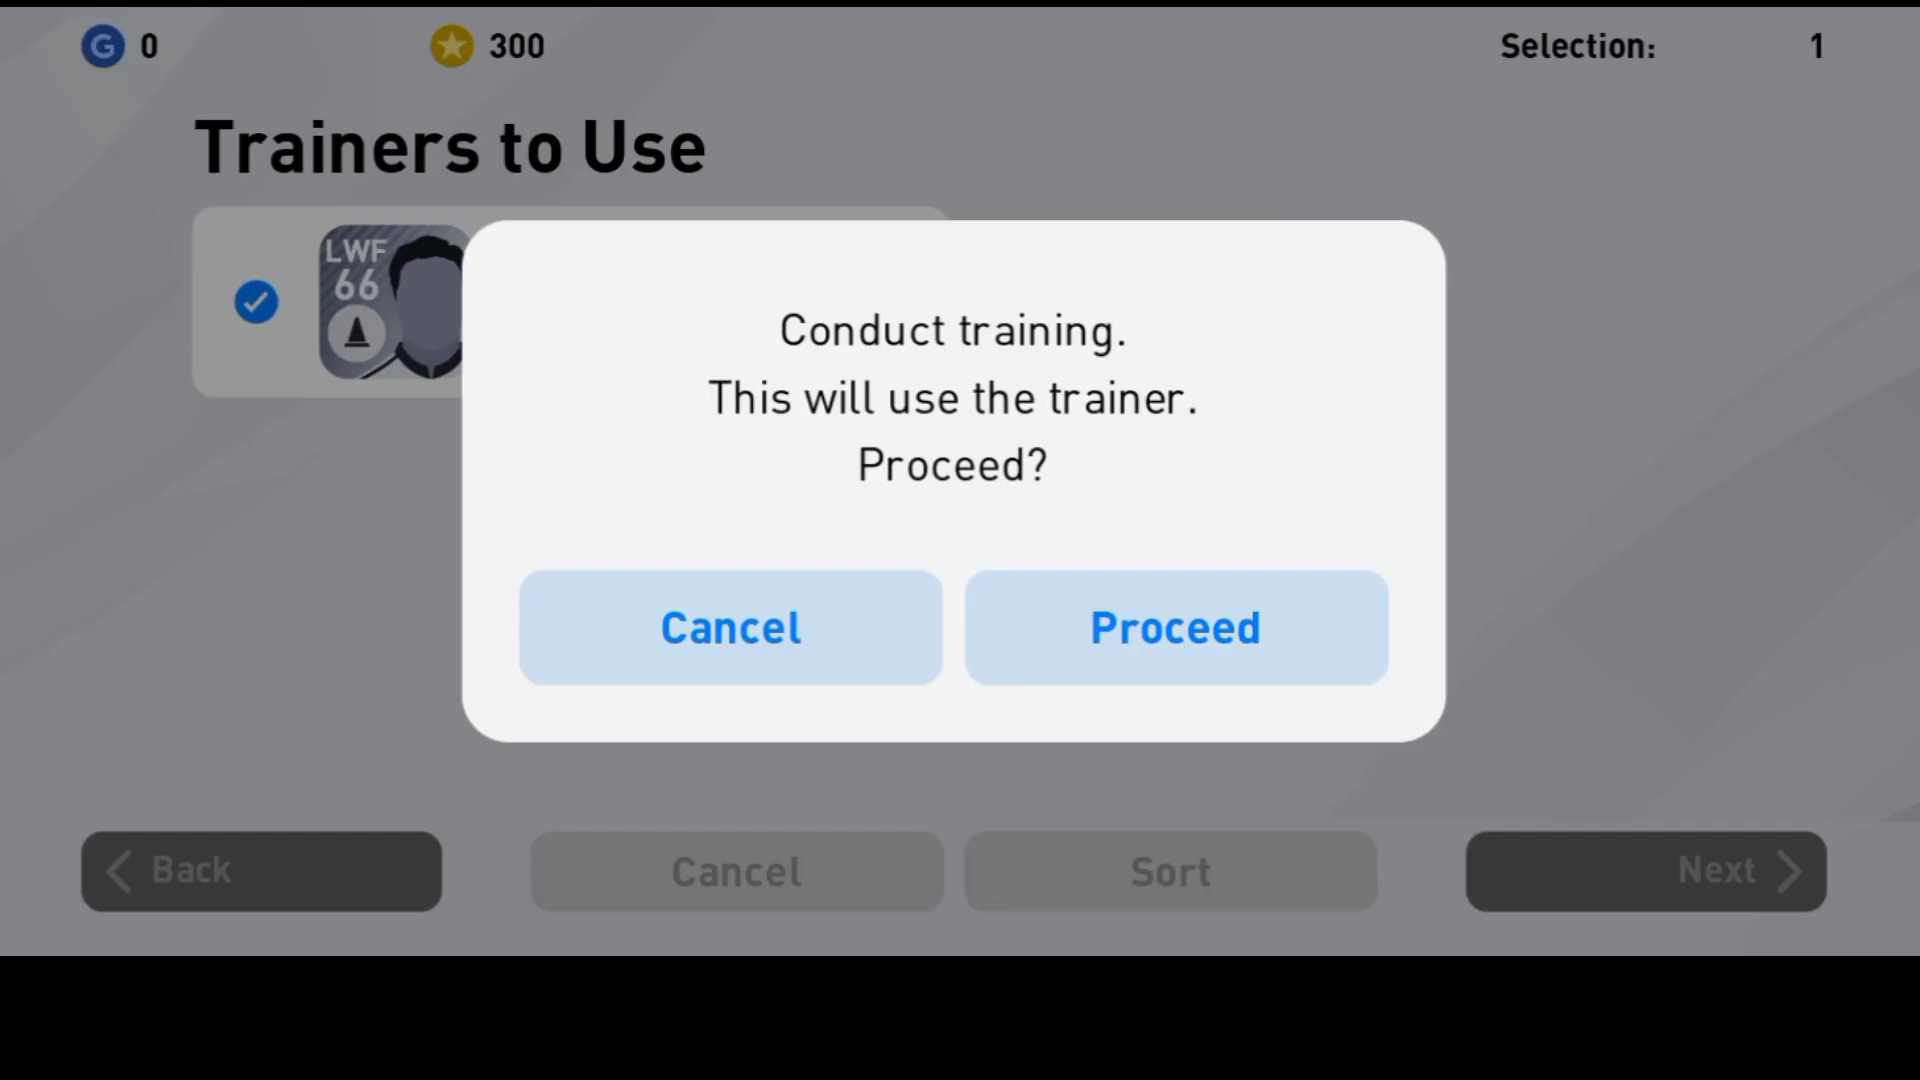 G 0
300
Selection: 1
Trainers to Use
LWF
66
Conduct training.
This will use the trainer.
Proceed?
Cancel
Proceed
Back
Cancel
Sort
Next